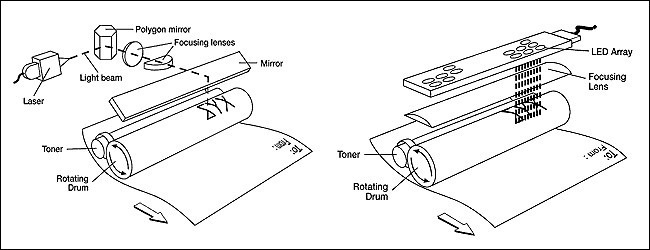 Polygon mirror
Focusing lenses
Light beam
Laser
Mirror
Toner
Rotating
Drum
To:
From:
LED Array
Focusing
Lens
Toner
Rotating
Drum
To:
From: